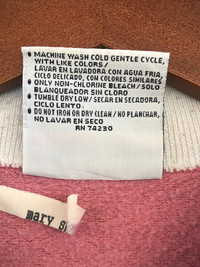 • MACHINE WASH COLD GENTLE CYCLE,
WITH LIKE COLORS/
LAVAR EN LAVADORA CON AGUA FRIA,
CICLO DELICADO, CON COLORES SIMILARES
• ONLY NON-CHLORINE BLEACH/SOLO
BLANQUEADOR SIN CLORO
• TUMBLE DRY LOW/SECAR EN SECADORA,
CICLO LENTO
• DO NOT IRON OR DRY CLEAN/NO PLANCHAR,
NO LAVAR EN SECO
RN 74230
mary